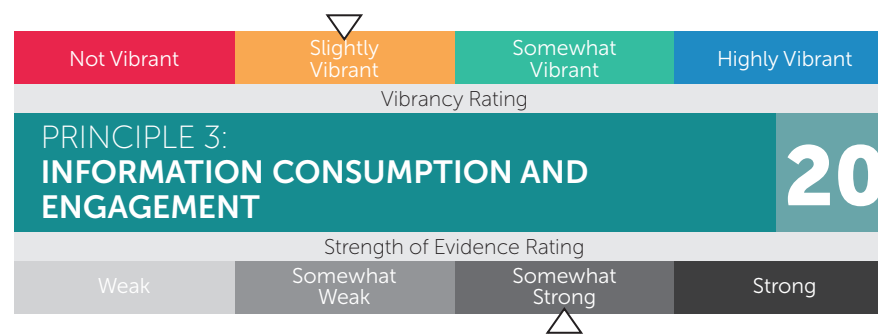 Not Vibrant
Slightly
Vibrant
Somewhat
Vibrant
Highly Vibrant
Vibrancy Rating
PRINCIPLE 3:
INFORMATION CONSUMPTION AND
ENGAGEMENT
20
Strength of Evidence Rating
Weak
Somewhat
Weak
Somewhat
Strong
Strong